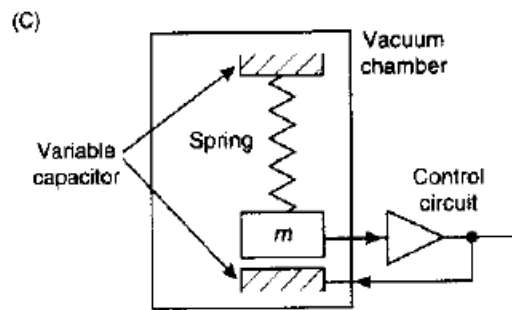 (C)
Vacuum
chamber
Spring
Variable
capacitor
Control
circuit
m